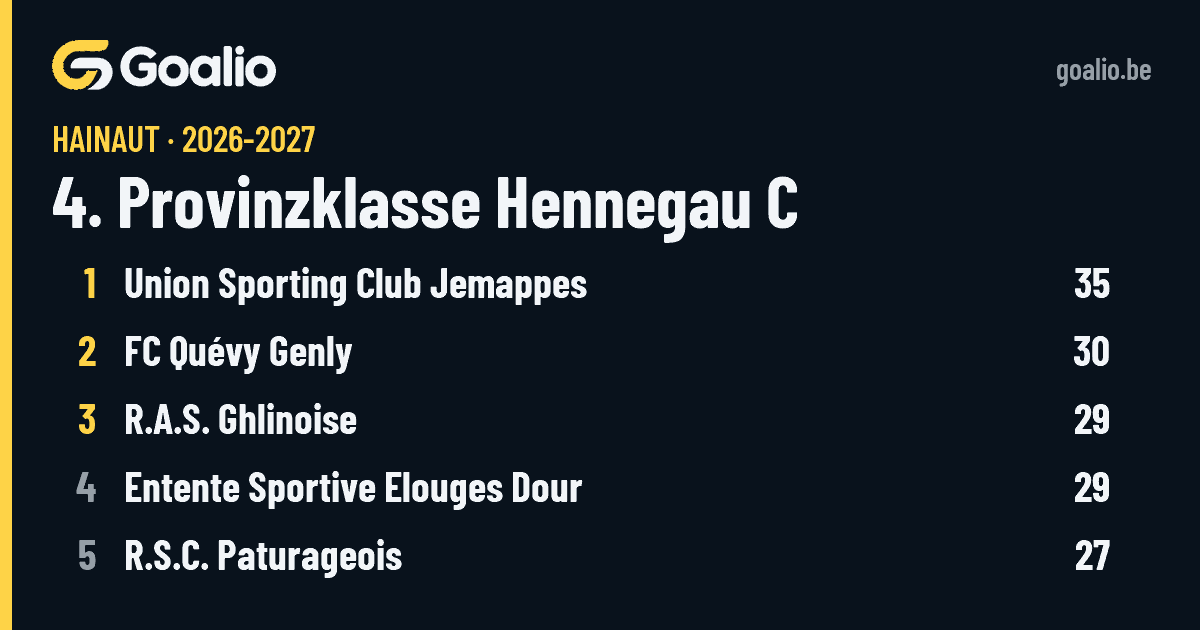 Goalio
goalio.be
HAINAUT · 2026-2027
4. Provinzklasse Hennegau C
1 Union Sporting Club Jemappes 35
2 FC Quévy Genly 30
3 R.A.S. Ghlinoise 29
4 Entente Sportive Elouges Dour 29
5 R.S.C. Paturageois 27